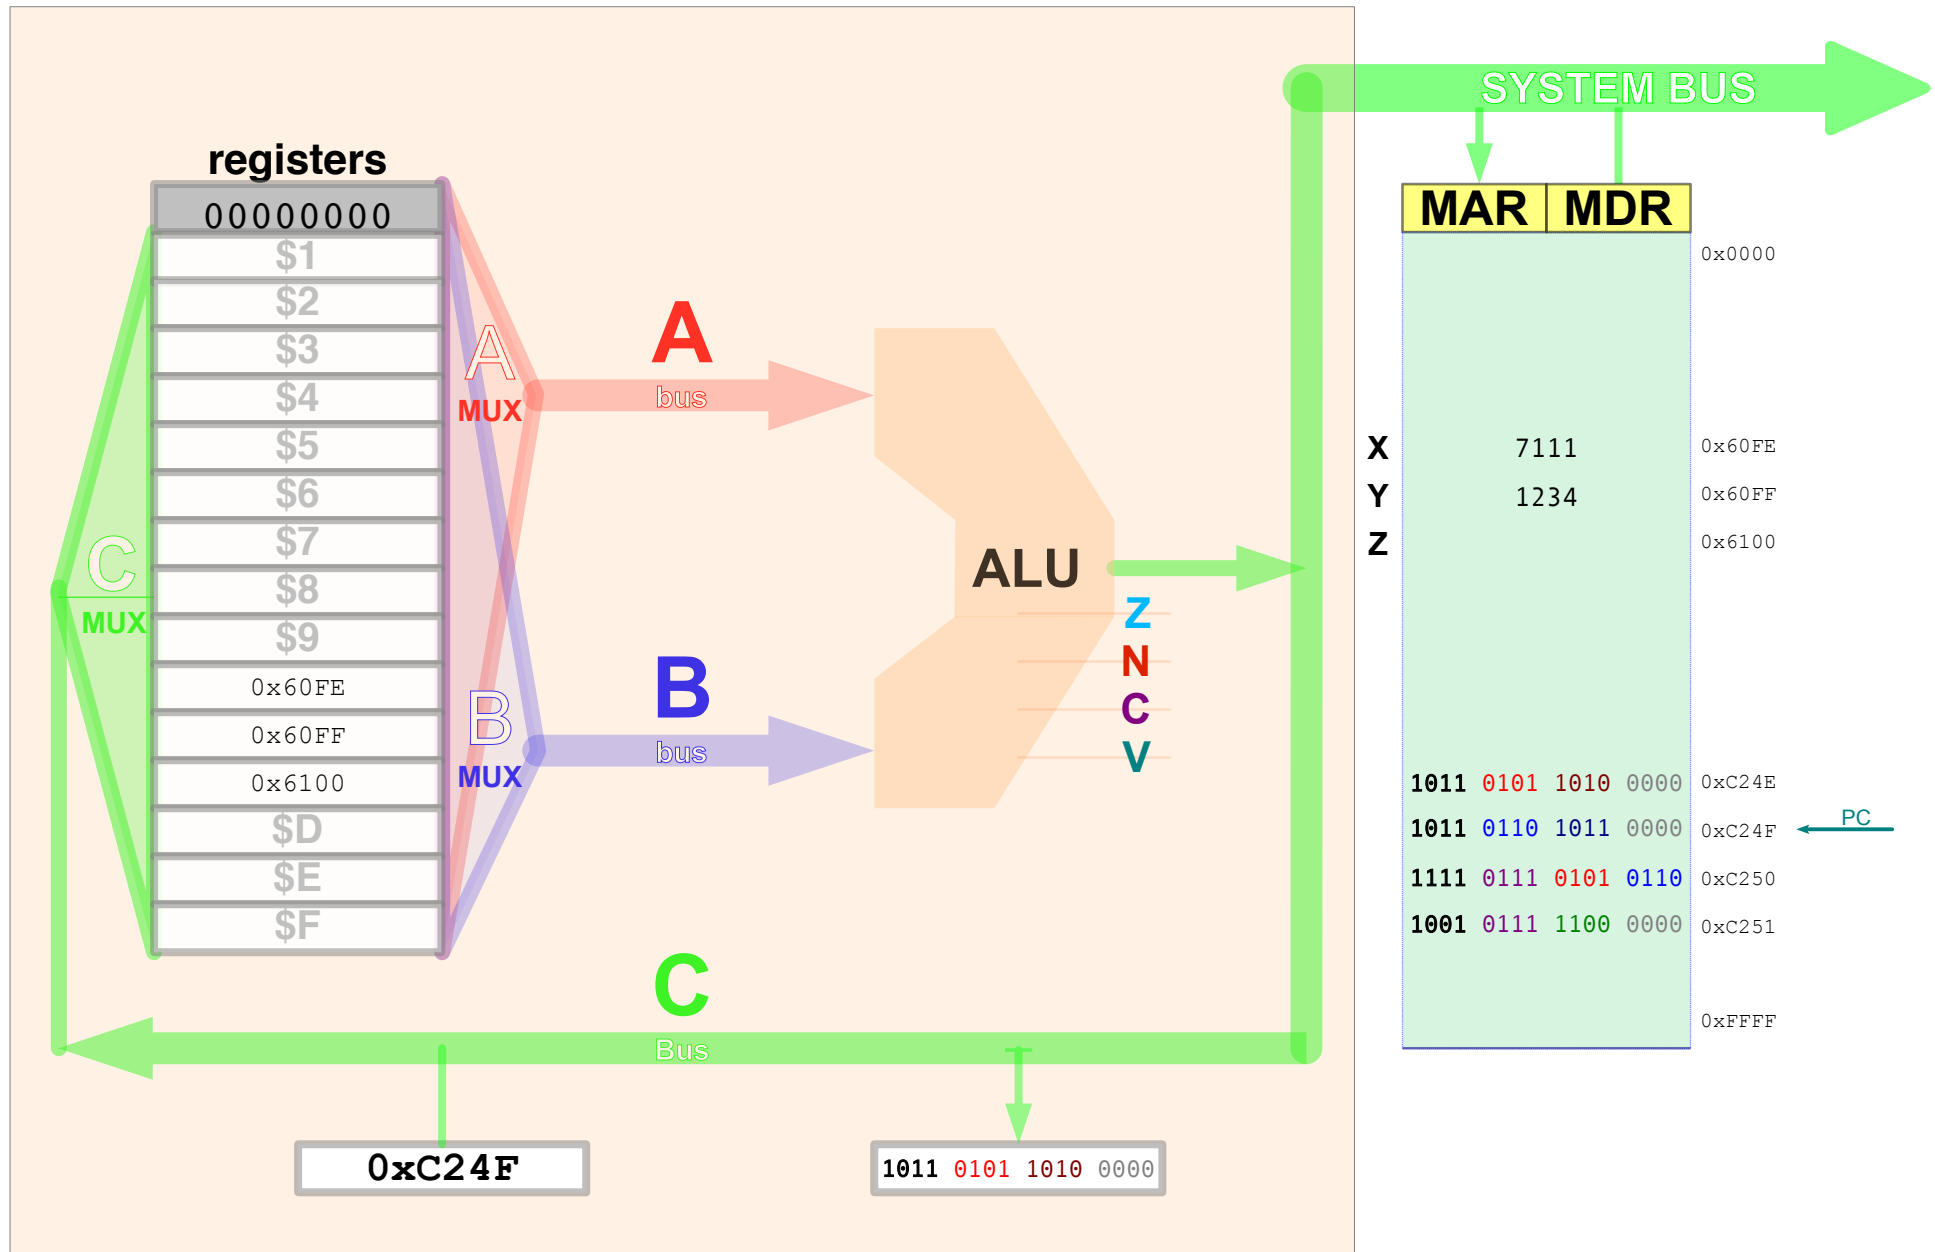 SYSTEM BUS
registers
00000000
$1
$2
$3
$4
$5
$6
$7
$8
$9
0x60FE
0x60FF
0x6100
$D
$E
$F
C
MUX
A
MUX
B
MUX
A
bus
B
bus
ALU
Z
N
C
V
C
Bus
0xC24F
1011 0101 1010 0000
MAR MDR
0x0000
X 7111 0x60FE
Y 1234 0x60FF
Z 0x6100
1011 0101 1010 0000 0xC24E
1011 0110 1011 0000 0xC24F PC
1111 0111 0101 0110 0xC250
1001 0111 1100 0000 0xC251
0xFFFF